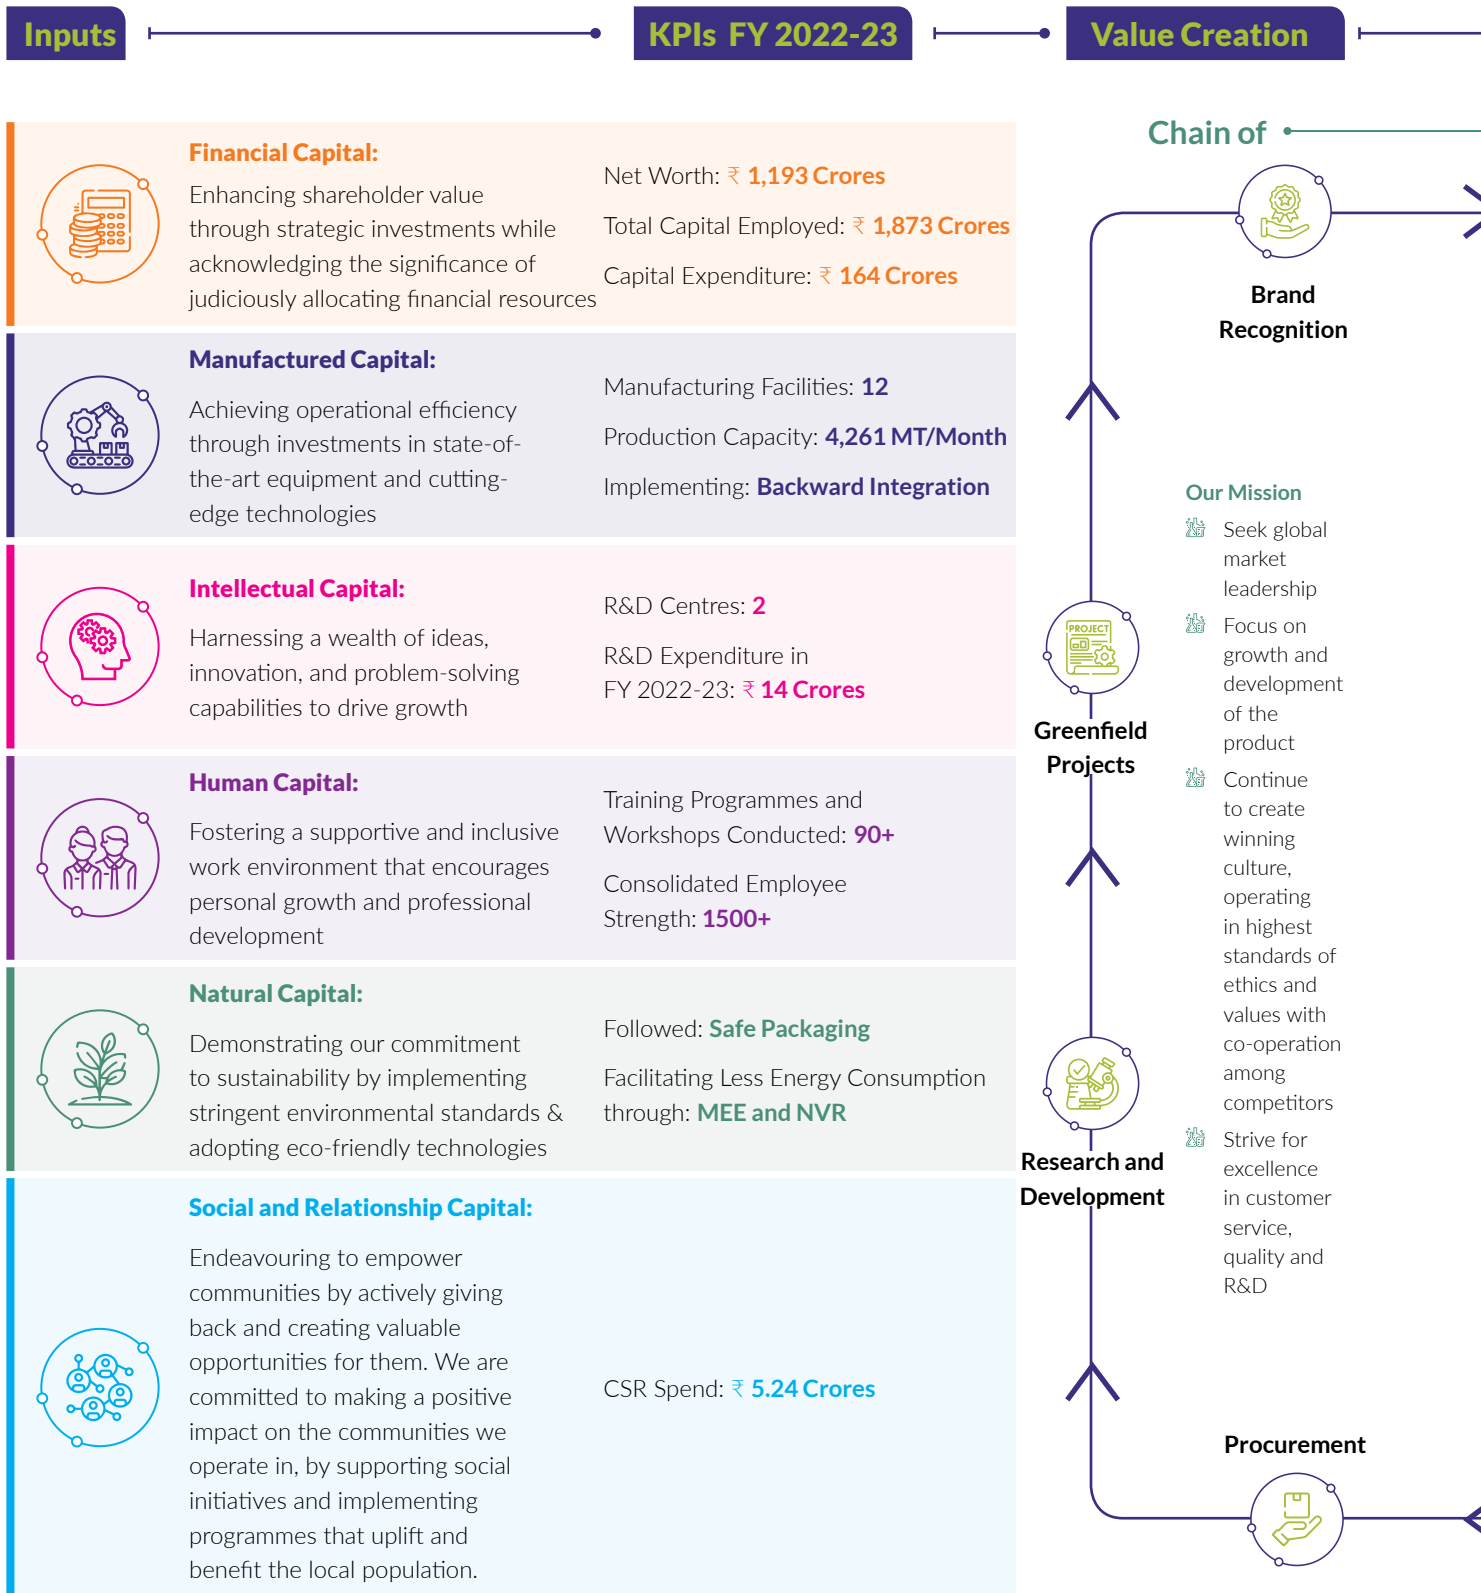 Inputs
KPIs FY 2022-23
Value Creation
Financial Capital:
Enhancing shareholder value
through strategic investments while
acknowledging the significance of
judiciously allocating financial resources
Net Worth: ₹ 1,193 Crores
Total Capital Employed: ₹ 1,873 Crores
Capital Expenditure: ₹ 164 Crores
Manufactured Capital:
Achieving operational efficiency
through investments in state-of-
the-art equipment and cutting-
edge technologies
Manufacturing Facilities: 12
Production Capacity: 4,261 MT/Month
Implementing: Backward Integration
Intellectual Capital:
Harnessing a wealth of ideas,
innovation, and problem-solving
capabilities to drive growth
R&D Centres: 2
R&D Expenditure in
FY 2022-23: ₹ 14 Crores
Human Capital:
Fostering a supportive and inclusive
work environment that encourages
personal growth and professional
development
Training Programmes and
Workshops Conducted: 90+
Consolidated Employee
Strength: 1500+
Natural Capital:
Demonstrating our commitment
to sustainability by implementing
stringent environmental standards &
adopting eco-friendly technologies
Followed: Safe Packaging
Facilitating Less Energy Consumption
through: MEE and NVR
Social and Relationship Capital:
Endeavouring to empower
communities by actively giving
back and creating valuable
opportunities for them. We are
committed to making a positive
impact on the communities we
operate in, by supporting social
initiatives and implementing
programmes that uplift and
benefit the local population.
CSR Spend: ₹ 5.24 Crores
Chain of
Brand
Recognition
PROJECT
Greenfield
Projects
Research and
Development
Procurement
Our Mission
Seek global
market
leadership
Focus on
growth and
development
of the
product
Continue
to create
winning
culture,
operating
in highest
standards of
ethics and
values with
co-operation
among
competitors
Strive for
excellence
in customer
service,
quality and
R&D